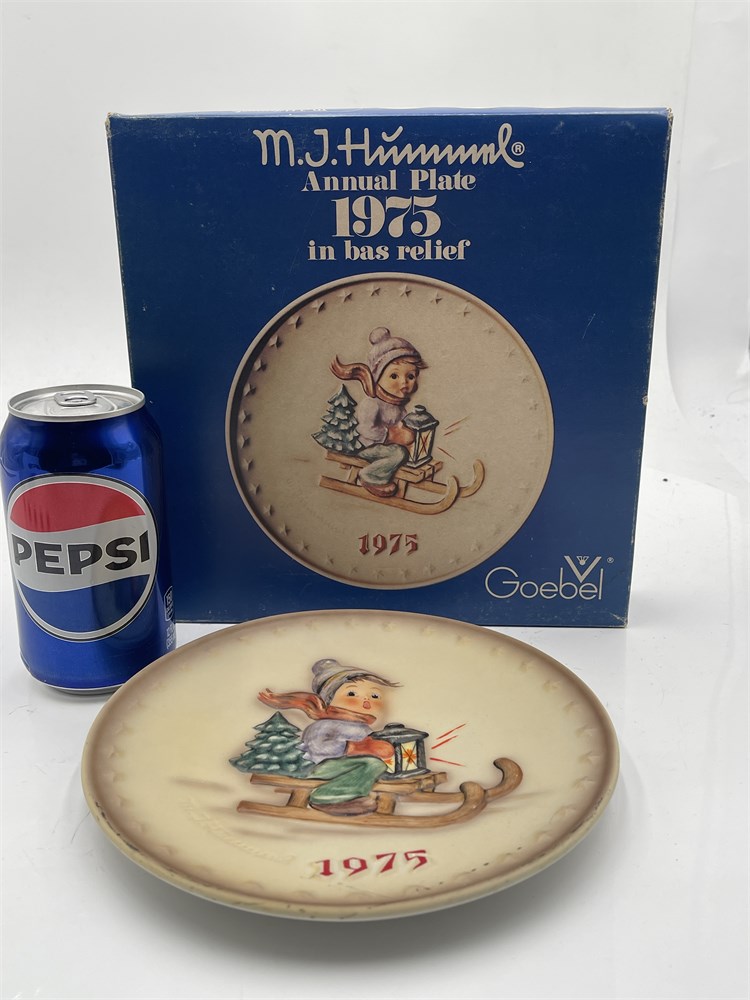 M.J.Hummel®
Annual Plate
1975
in bas relief
1975
Goebel®
PEPSI
1975